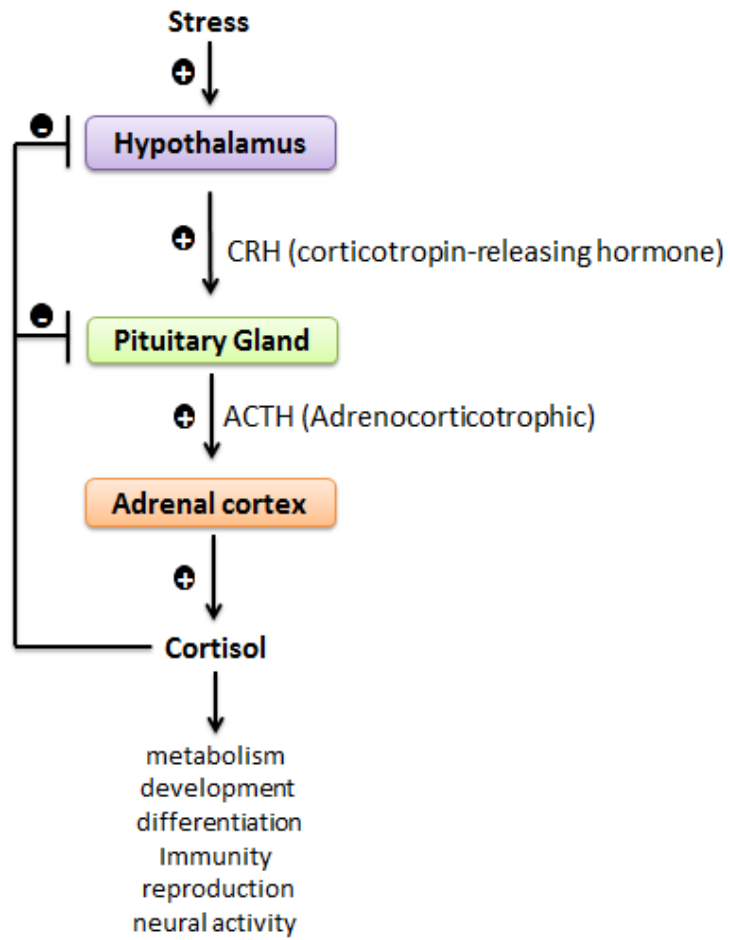 Stress
+
-
Hypothalamus
+
CRH (corticotropin-releasing hormone)
-
Pituitary Gland
+
ACTH (Adrenocorticotrophic)
Adrenal cortex
+
Cortisol
metabolism
development
differentiation
Immunity
reproduction
neural activity